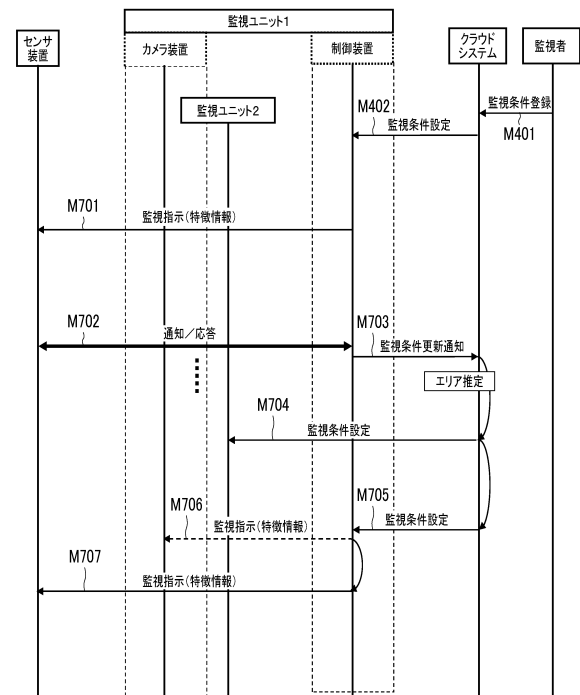 監視ユニット1
センサ
装置
カメラ装置
制御装置
クラウド
システム
監視者
監視ユニット2
M402
監視条件設定
監視条件登録
M401
M701
監視指示(特徴情報)
M702
通知/応答
M703
監視条件更新通知
エリア推定
M704
監視条件設定
M705
監視条件設定
M706
監視指示(特徴情報)
M707
監視指示(特徴情報)